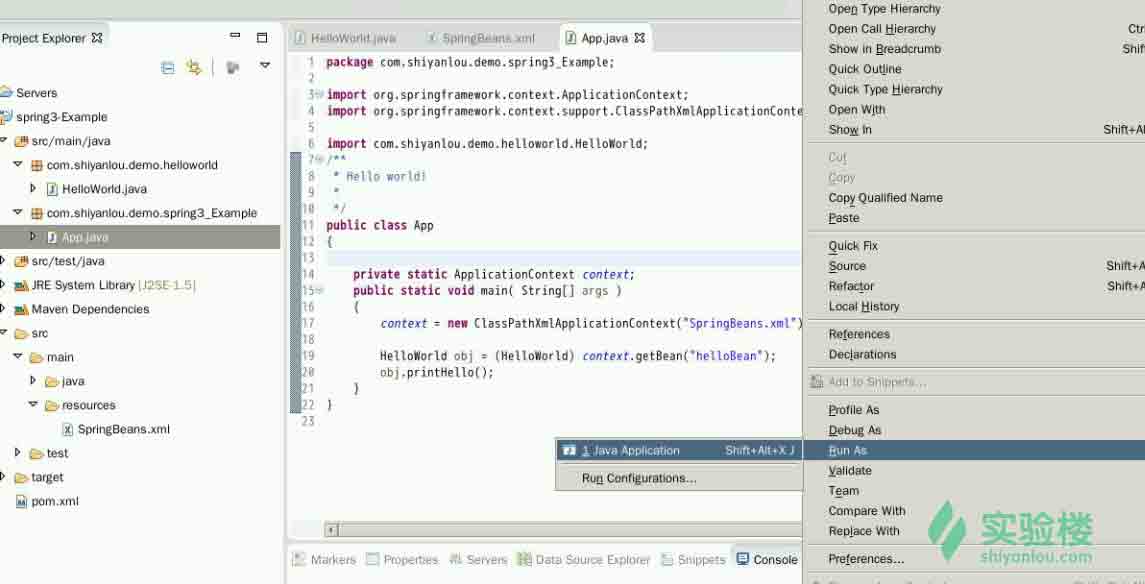 Project Explorer
Servers
spring3-Example
src/main/java
com.shiyanlou.demo.helloworld
HelloWorld.java
com.shiyanlou.demo.spring3_Example
App.java
src/test/java
JRE System Library [J2SE-1.5]
Maven Dependencies
src
main
java
resources
SpringBeans.xml
test
target
pom.xml
HelloWorld.java SpringBeans.xml App.java
1 package com.shiyanlou.demo.spring3_Example;
2
3 import org.springframework.context.ApplicationContext;
4 import org.springframework.context.support.ClassPathXmlApplicationConte
5
6 import com.shiyanlou.demo.helloworld.HelloWorld;
7 /**
8 * Hello world!
9 *
10 */
11 public class App
12 {
13
14 private static ApplicationContext context;
15 public static void main( String[] args )
16 {
17 context = new ClassPathXmlApplicationContext("SpringBeans.xml")
18
19 HelloWorld obj = (HelloWorld) context.getBean("helloBean");
20 obj.printHello();
21 }
22 }
23
1 Java Application Shift+Alt+X J
Run Configurations...
Markers Properties Servers Data Source Explorer Snippets Console
Open Type Hierarchy
Open Call Hierarchy Ctr
Show in Breadcrumb Shif
Quick Outline
Quick Type Hierarchy
Open With
Show In Shift+Al
Cut
Copy
Copy Qualified Name
Paste
Quick Fix
Source Shift+A
Refactor Shift+A
Local History
References
Declarations
Add to Snippets...
Profile As
Debug As
Run As
Validate
Team
Compare With
Replace With
Preferences...
实验楼
shiyanlou.com